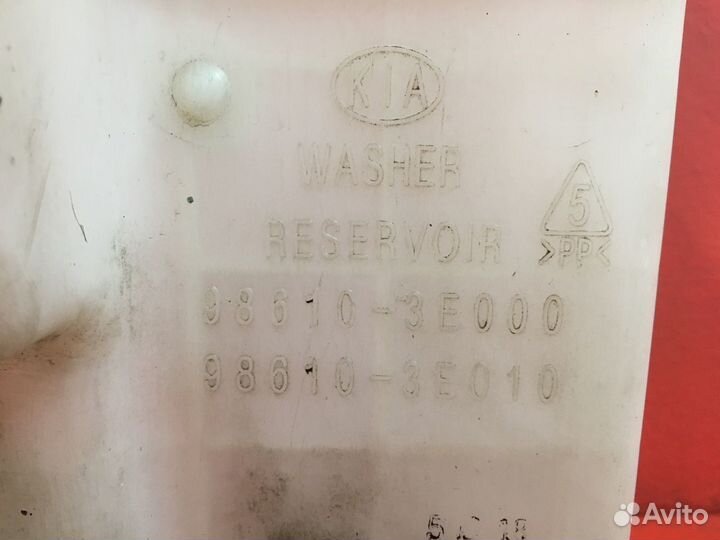 KIA
WASHER
RESERVOIR
5
>PP<
98610-3E000
98610-3E010
Avito